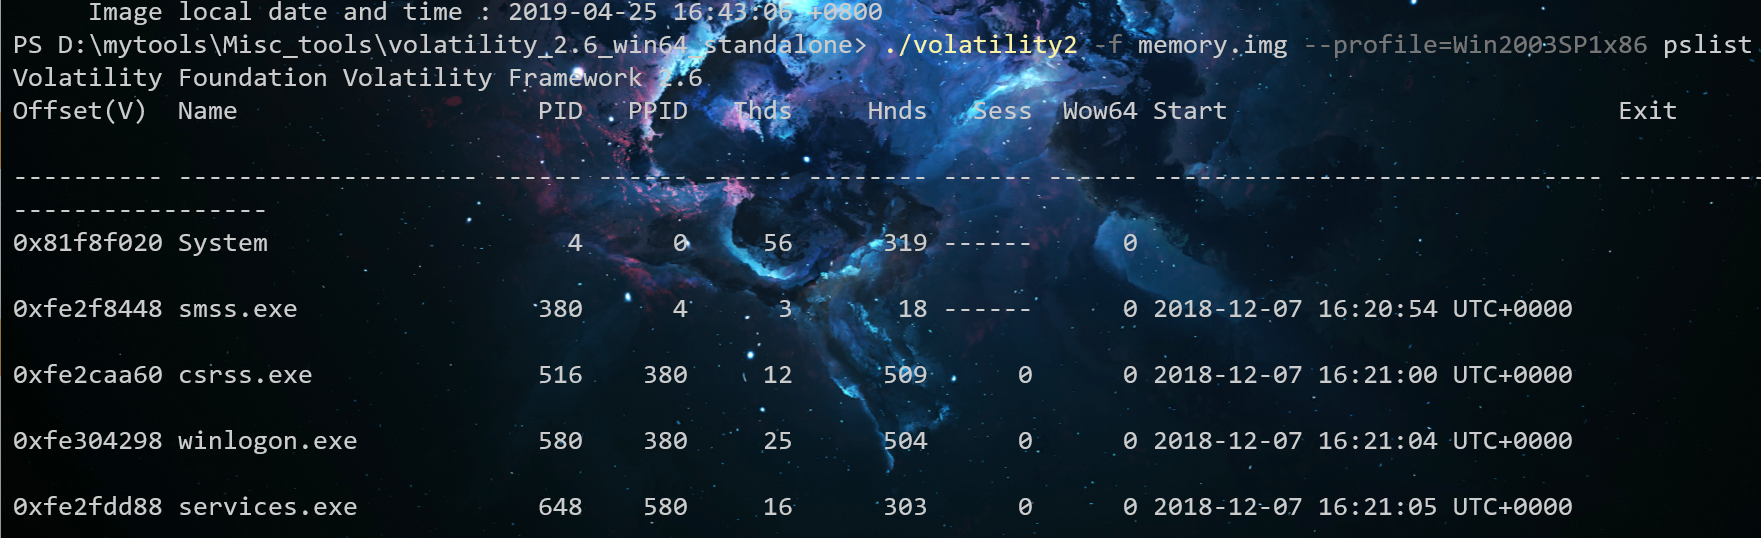 Image local date and time : 2019-04-25 16:43:06 +0800
PS D:\mytools\Misc_tools\volatility_2.6_win64_standalone> ./volatility2 -f memory.img --profile=Win2003SP1x86 pslist
Volatility Foundation Volatility Framework 2.6
Offset(V)  Name                    PID   PPID   Thds     Hnds   Sess  Wow64 Start                          Exit
---------- -------------------- ------ ------ ------ -------- ------ ------ ------------------------------ ----------
-----------------
0x81f8f020 System                    4      0     56      319 ------      0
0xfe2f8448 smss.exe                380      4      3       18 ------      0 2018-12-07 16:20:54 UTC+0000
0xfe2caa60 csrss.exe               516    380     12      509      0      0 2018-12-07 16:21:00 UTC+0000
0xfe304298 winlogon.exe            580    380     25      504      0      0 2018-12-07 16:21:04 UTC+0000
0xfe2fdd88 services.exe            648    580     16      303      0      0 2018-12-07 16:21:05 UTC+0000